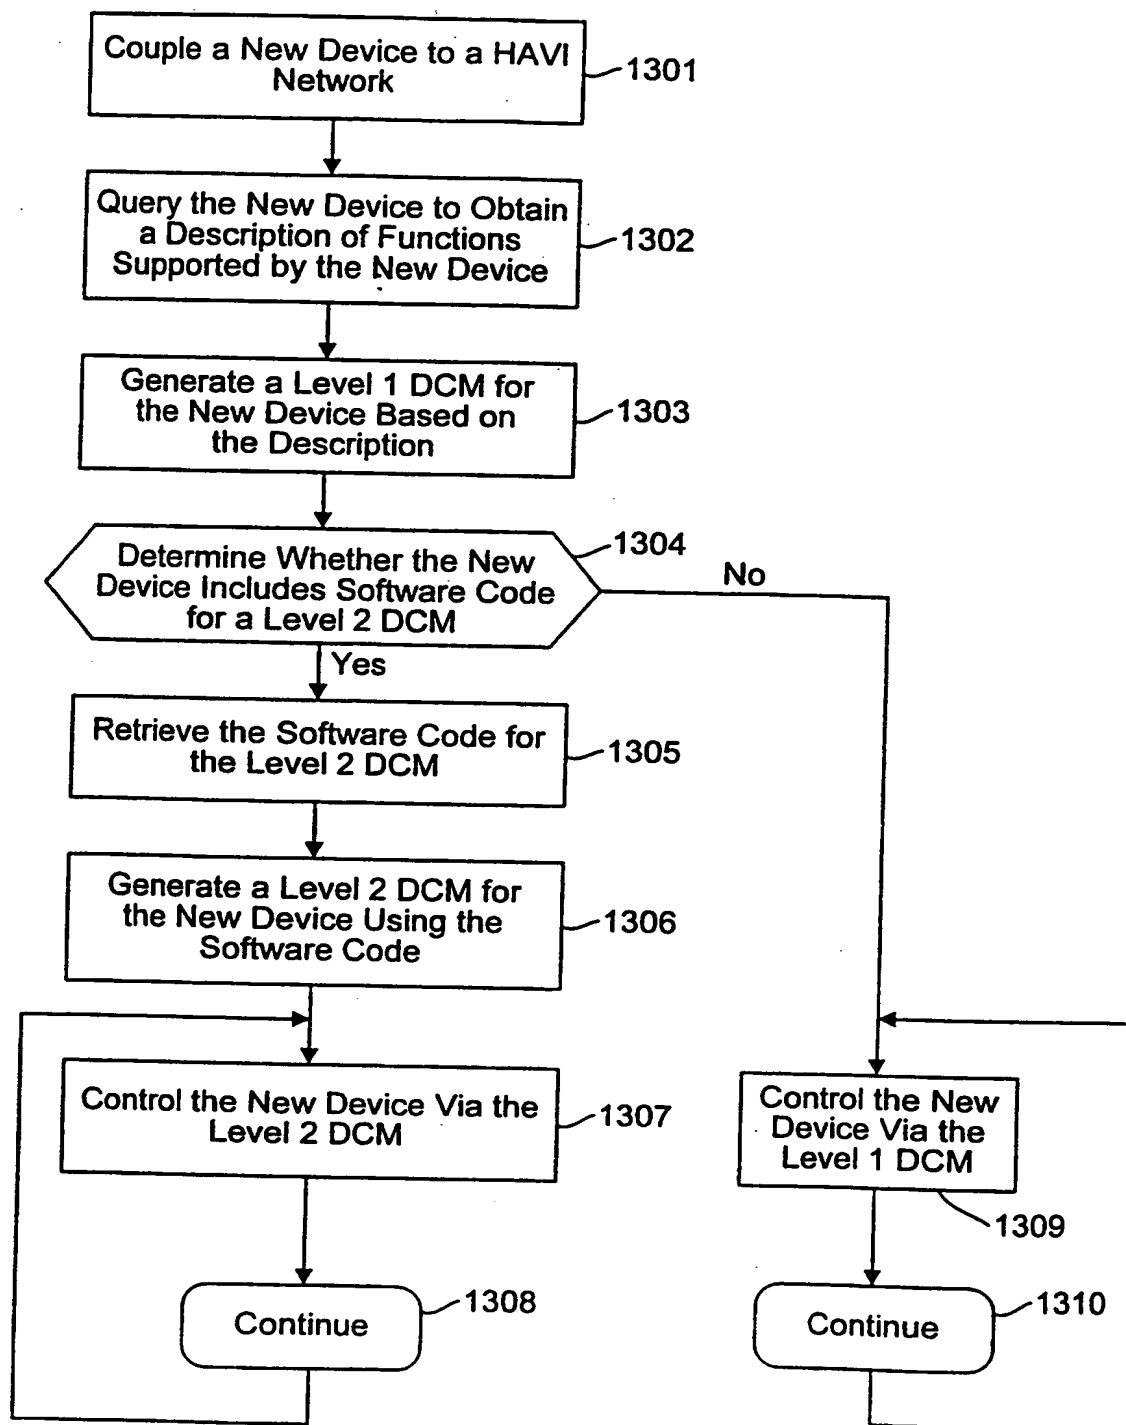 Couple a New Device to a HAVI
Network
1301
Query the New Device to Obtain
a Description of Functions
Supported by the New Device
1302
Generate a Level 1 DCM for
the New Device Based on
the Description
1303
Determine Whether the New
Device Includes Software Code
for a Level 2 DCM
1304
No
Yes
Retrieve the Software Code for
the Level 2 DCM
1305
Generate a Level 2 DCM for
the New Device Using the
Software Code
1306
Control the New Device Via the
Level 2 DCM
1307
Control the New
Device Via the
Level 1 DCM
1309
Continue
1308
Continue
1310